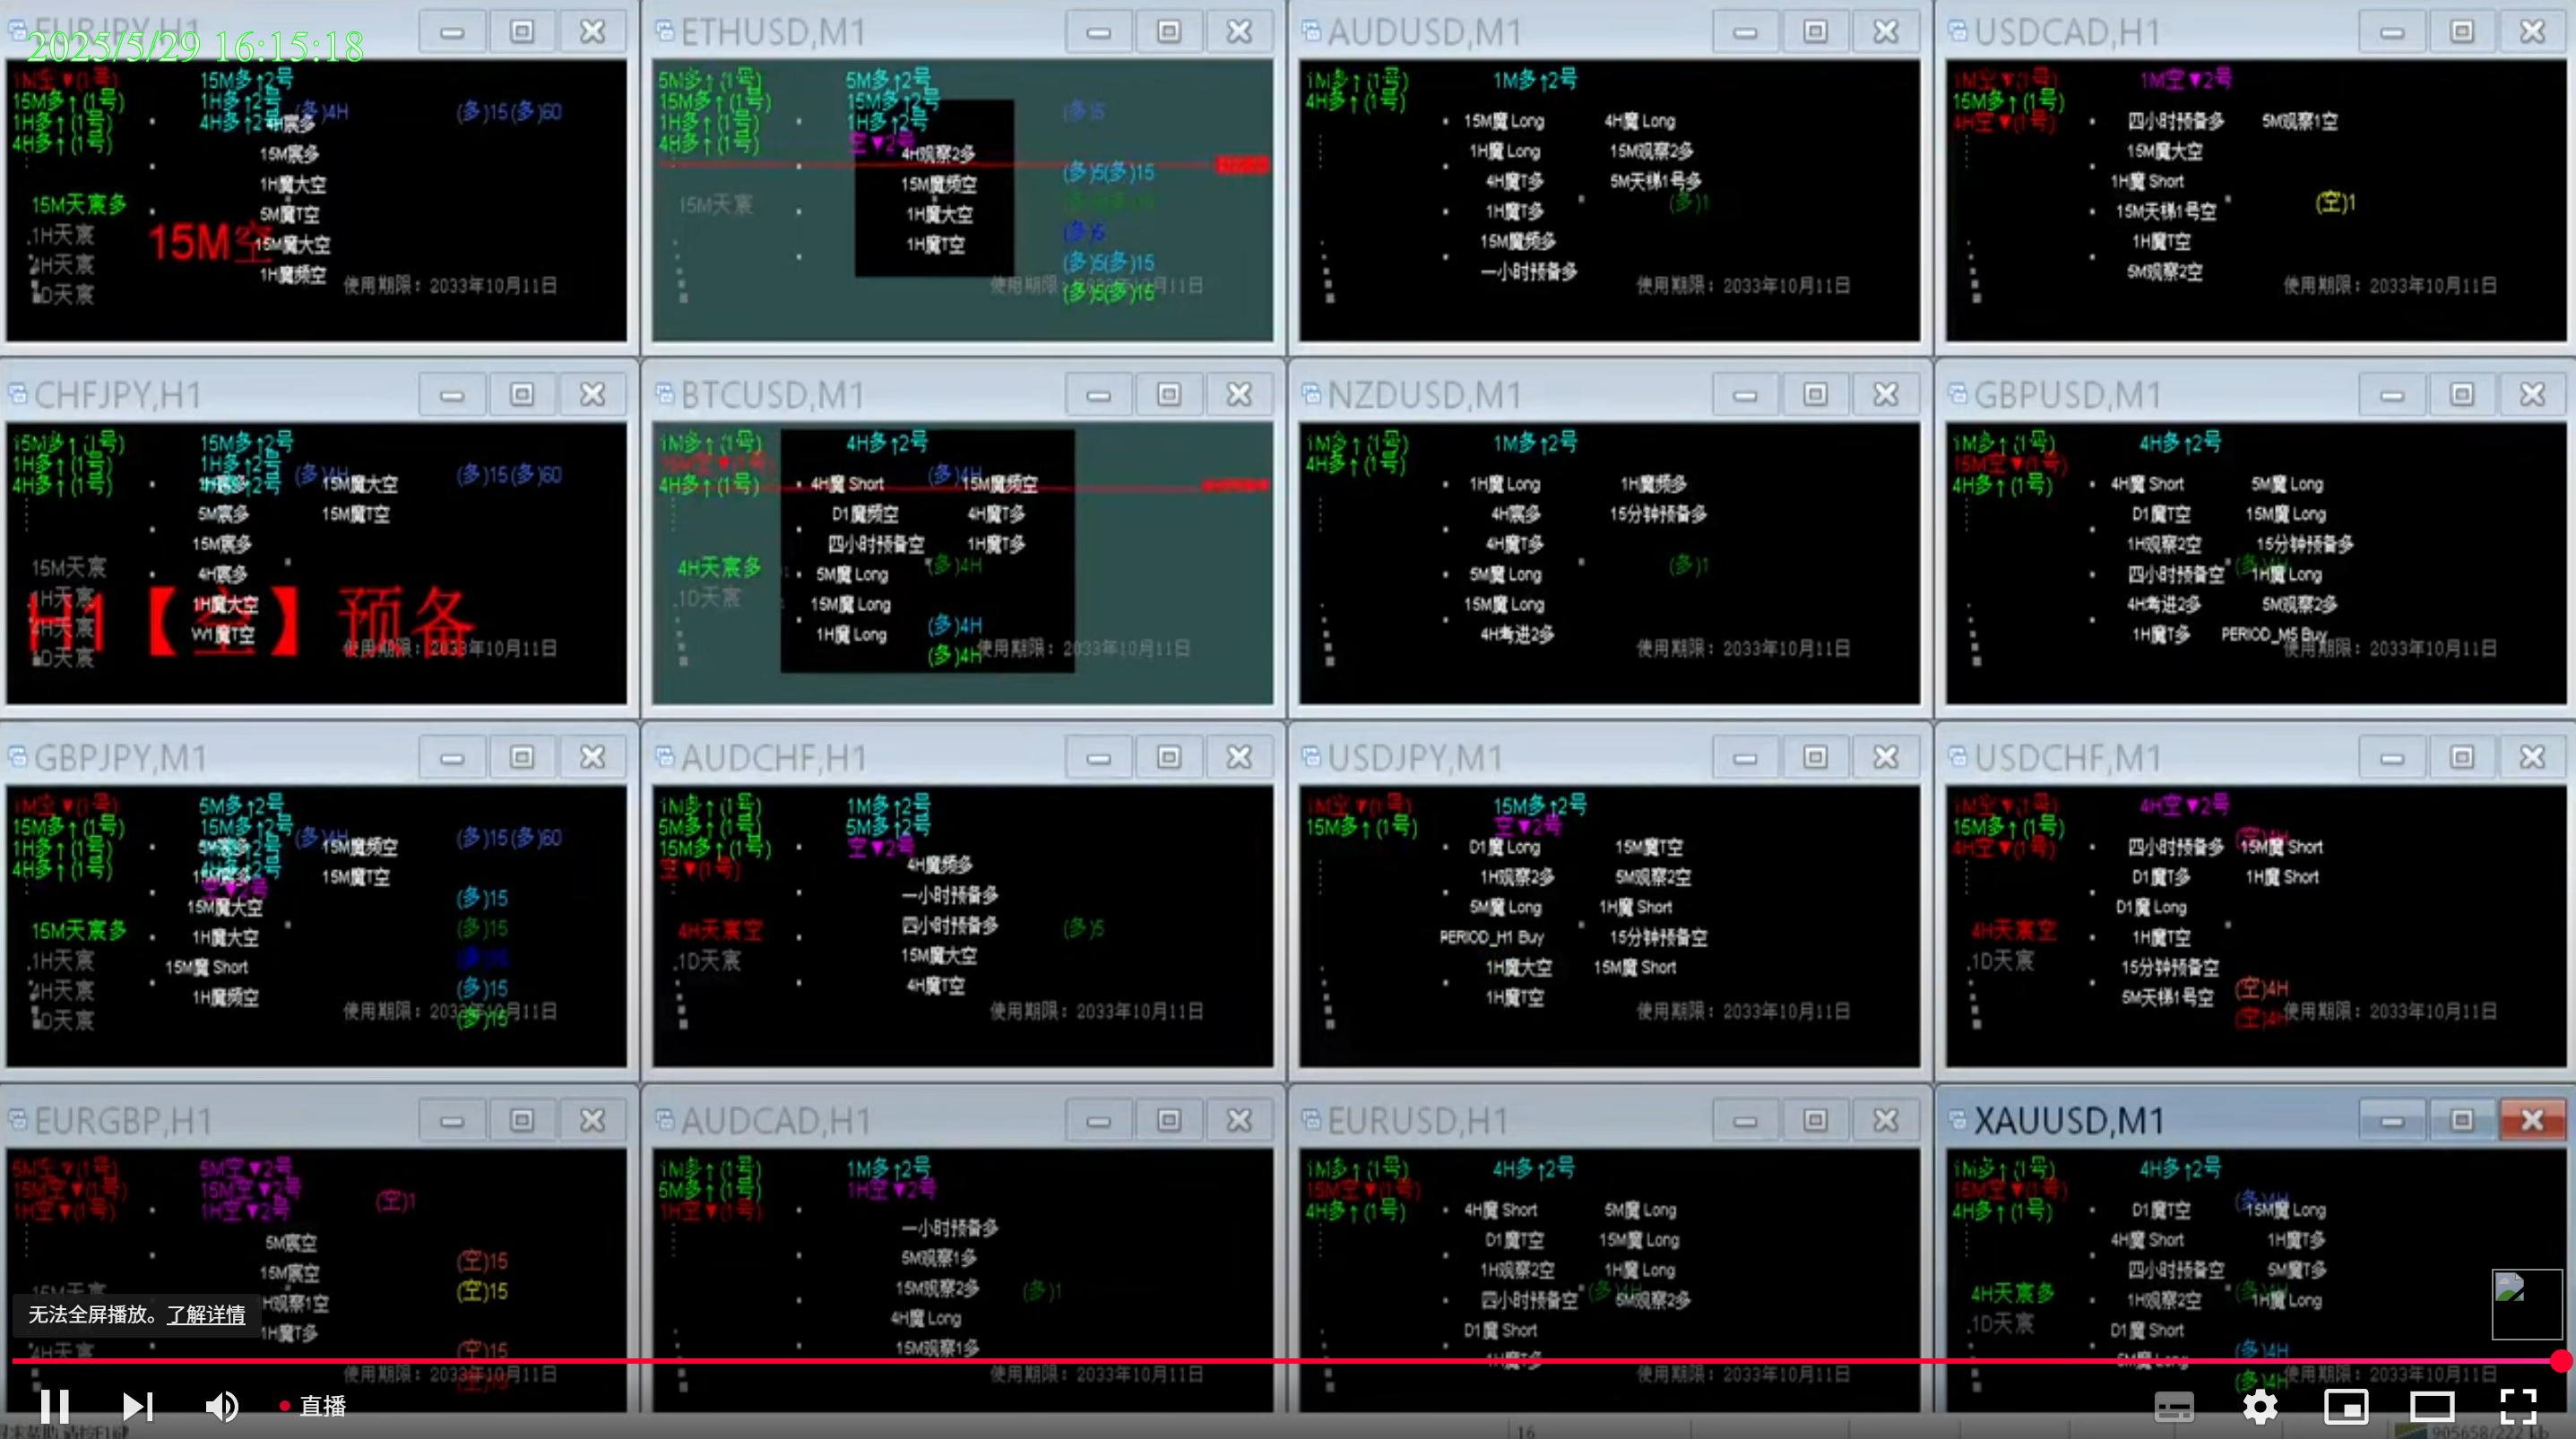 EURJPY,H1
2025/5/29 16:15:18
1M空▼(1号)
15M多↑(1号)
1H多↑(1号)
4H多↑(1号)
15M多↑2号
1H多↑2号
4H多↑2号
(多)4H
(多)15(多)60
4H宸多
15M宸多
1H魔大空
5M魔T空
15M魔大空
1H魔频空
15M天宸多
1H天宸
4H天宸
D天宸
15M空
使用期限：2033年10月11日
ETHUSD,M1
5M多↑(1号)
15M多↑(1号)
1H多↑(1号)
4H多↑(1号)
5M多↑2号
15M多↑2号
1H多↑2号
空▼2号
4H观察2多
15M魔频空
1H魔大空
1H魔T空
15M天宸
(多)5
(多)5(多)15
(多)5
(多)5(多)15
(多)5(多)15
使用期限：2033年10月11日
AUDUSD,M1
1M多↑(1号)
4H多↑(1号)
1M多↑2号
15M魔 Long
4H魔 Long
1H魔 Long
15M观察2多
4H魔T多
5M天梯1号多
1H魔T多
(多)1
15M魔频多
一小时预备多
使用期限：2033年10月11日
USDCAD,H1
1M空▼(1号)
15M多↑(1号)
4H空▼(1号)
1M空▼2号
四小时预备多
5M观察1空
15M魔大空
1H魔 Short
15M天梯1号空
(空)1
1H魔T空
5M观察2空
使用期限：2033年10月11日
CHFJPY,H1
15M多↑(1号)
1H多↑(1号)
4H多↑(1号)
15M多↑2号
1H多↑2号
4H多↑2号
(多)4H
(多)15(多)60
15M魔大空
5M宸多
15M魔T空
15M宸多
4H宸多
1H魔大空
W1魔T空
15M天宸
1H天宸
4H天宸
D天宸
H1【空】预备
使用期限：2033年10月11日
BTCUSD,M1
1M多↑(1号)
15M空▼(1号)
4H多↑(1号)
4H多↑2号
(多)4H
4H魔 Short
15M魔频空
D1魔频空
4H魔T多
四小时预备空
1H魔T多
5M魔 Long
(多)4H
15M魔 Long
1H魔 Long
(多)4H
(多)4H
4H天宸多
1D天宸
使用期限：2033年10月11日
NZDUSD,M1
1M多↑(1号)
4H多↑(1号)
1M多↑2号
1H魔 Long
1H魔频多
4H宸多
15分钟预备多
4H魔T多
5M魔 Long
(多)1
15M魔 Long
4H考进2多
使用期限：2033年10月11日
GBPUSD,M1
1M多↑(1号)
15M空▼(1号)
4H多↑(1号)
4H多↑2号
4H魔 Short
5M魔 Long
D1魔T空
15M魔 Long
1H观察2空
15分钟预备多
四小时预备空
1H魔 Long
4H考进2多
5M观察2多
1H魔T多
PERIOD_M5 Buy
使用期限：2033年10月11日
GBPJPY,M1
1M空▼(1号)
15M多↑(1号)
1H多↑(1号)
4H多↑(1号)
5M多↑2号
15M多↑2号
空▼2号
(多)4H
(多)15(多)60
15M魔频空
15M魔T空
15M魔大空
1H魔大空
15M魔 Short
1H魔频空
15M天宸多
1H天宸
4H天宸
D天宸
(多)15
(多)15
(多)15
(多)15
(多)15
使用期限：2033年10月11日
AUDCHF,H1
1M多↑(1号)
5M多↑(1号)
15M多↑(1号)
空▼(1号)
1M多↑2号
5M多↑2号
空▼2号
4H魔频多
一小时预备多
四小时预备多
15M魔大空
4H魔T空
4H天宸空
1D天宸
(多)5
使用期限：2033年10月11日
USDJPY,M1
1M空▼(1号)
15M多↑(1号)
15M多↑2号
空▼2号
D1魔 Long
15M魔T空
1H观察2多
5M观察2空
5M魔 Long
1H魔 Short
PERIOD_H1 Buy
15分钟预备空
1H魔大空
15M魔 Short
1H魔T空
使用期限：2033年10月11日
USDCHF,M1
1M空▼(1号)
15M多↑(1号)
4H空▼(1号)
4H空▼2号
(空)4H
四小时预备多
15M魔 Short
D1魔T多
1H魔 Short
D1魔 Long
1H魔T空
15分钟预备空
5M天梯1号空
4H天宸空
1D天宸
(空)4H
(空)4H
使用期限：2033年10月11日
EURGBP,H1
5M空▼(1号)
15M空▼(1号)
1H空▼(1号)
5M空▼2号
15M空▼2号
1H空▼2号
(空)1
5M宸空
15M宸空
H观察1空
1H魔T多
15M天宸
4H天宸
(空)15
(空)15
(空)15
使用期限：2033年10月11日
AUDCAD,H1
1M多↑(1号)
5M多↑(1号)
1H空▼(1号)
1M多↑2号
1H空▼2号
一小时预备多
5M观察1多
15M观察2多
4H魔 Long
15M观察1多
(多)1
使用期限：2033年10月11日
EURUSD,H1
1M多↑(1号)
15M空▼(1号)
4H多↑(1号)
4H多↑2号
4H魔 Short
5M魔 Long
D1魔T空
15M魔 Long
1H观察2空
1H魔 Long
四小时预备空
5M观察2多
D1魔 Short
1H魔T多
使用期限：2033年10月11日
XAUUSD,M1
1M多↑(1号)
15M空▼(1号)
4H多↑(1号)
4H多↑2号
(多)4H
D1魔T空
15M魔 Long
4H魔 Short
1H魔T多
四小时预备空
5M魔T多
1H观察2空
1H魔 Long
D1魔 Short
5M魔 Long
4H天宸多
1D天宸
(多)4H
(多)4H
使用期限：2033年10月11日
无法全屏播放。了解详情
直播
16
905658/222 kb